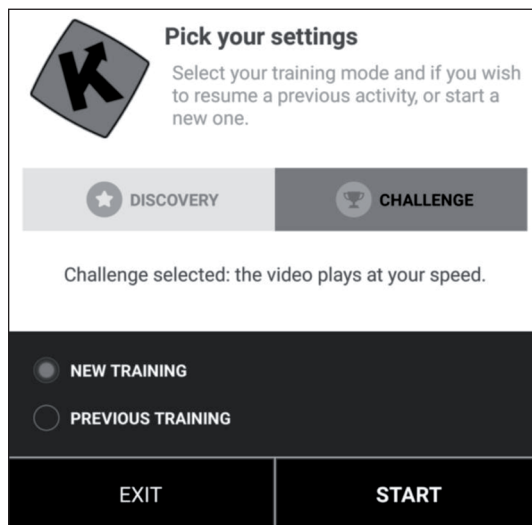 Pick your settings
Select your training mode and if you wish
to resume a previous activity, or start a
new one.
DISCOVERY
CHALLENGE
Challenge selected: the video plays at your speed.
NEW TRAINING
PREVIOUS TRAINING
EXIT
START